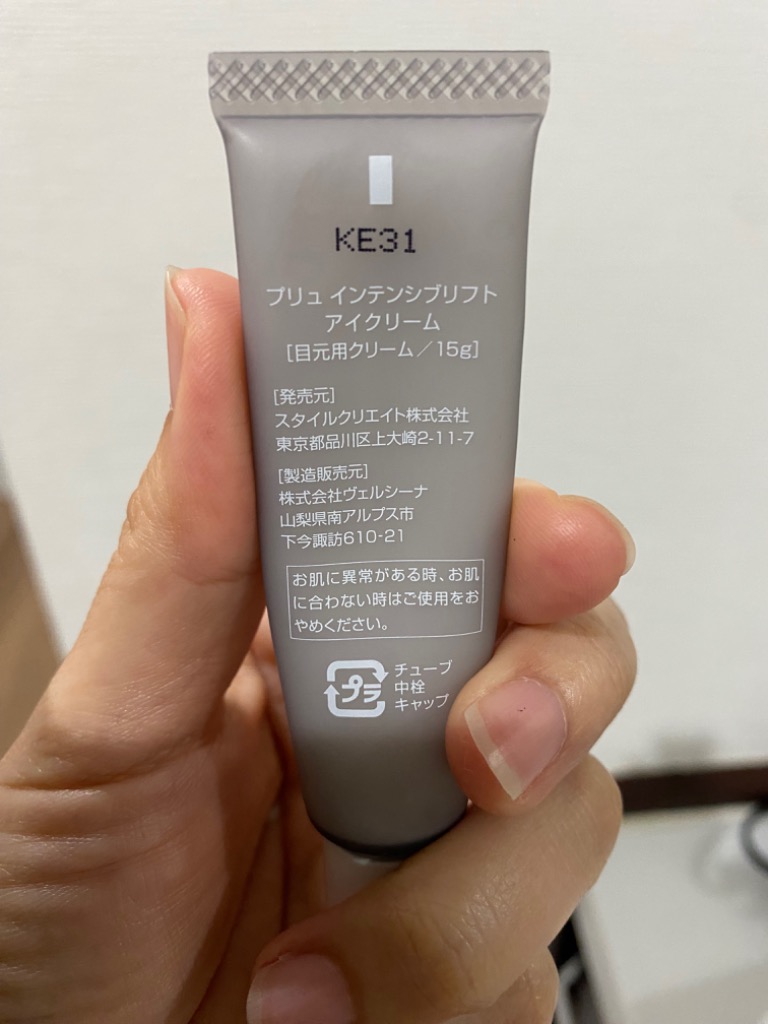 KE31
プリュ インテンシブリフト
アイクリーム
[目元用クリーム／15g]
[発売元]
スタイルクリエイト株式会社
東京都品川区上大崎2-11-7
[製造販売元]
株式会社ヴェルシーナ
山梨県南アルプス市
下今諏訪610-21
お肌に異常がある時、お肌
に合わない時はご使用をお
やめください。
プラ
チューブ
中栓
キャップ